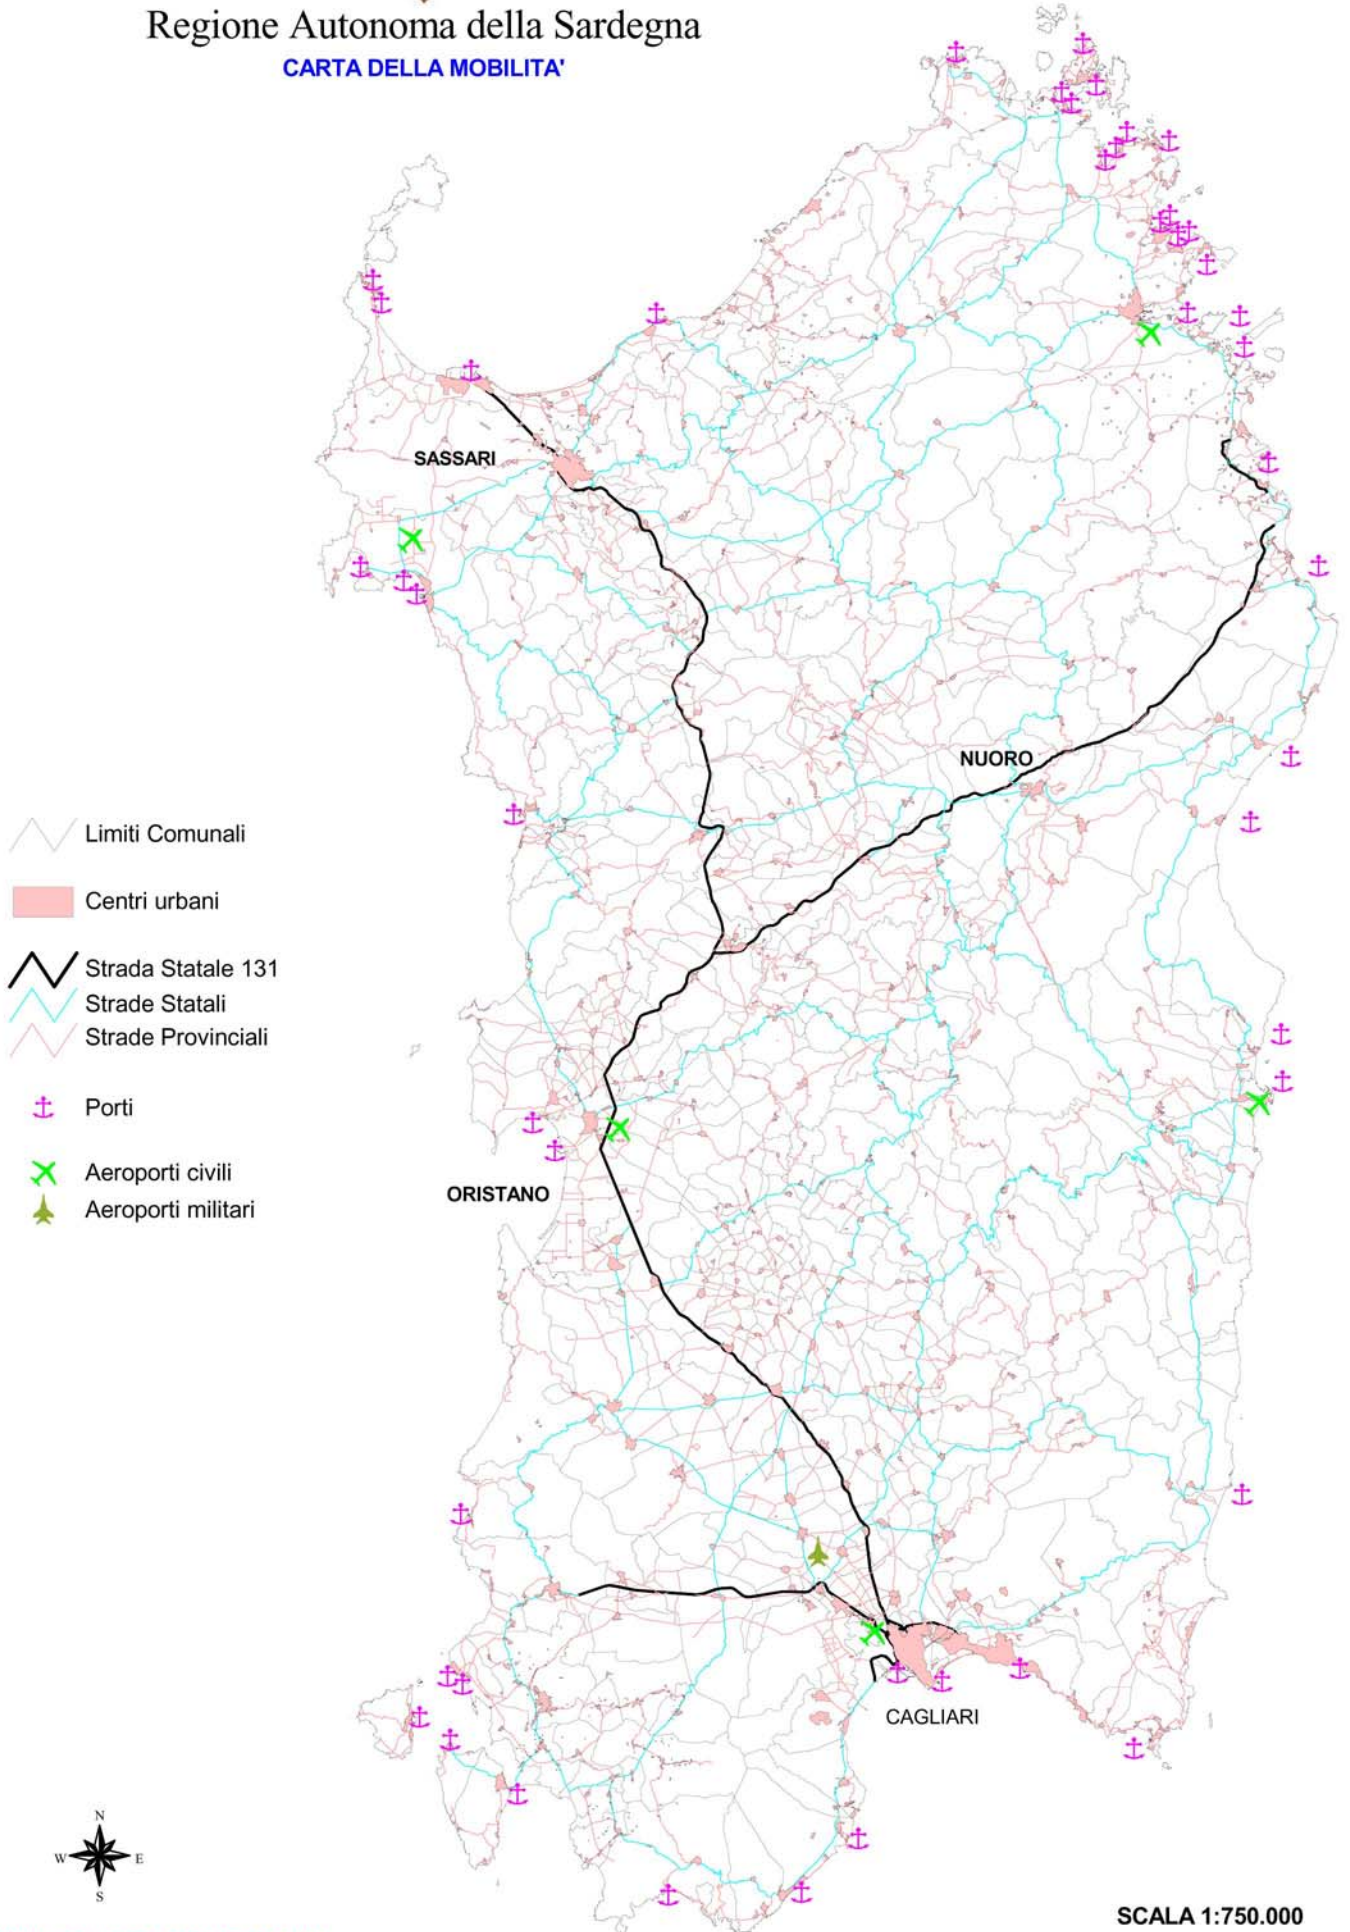 Regione Autonoma della Sardegna
CARTA DELLA MOBILITA'
SASSARI
NUORO
Limiti Comunali
Centri urbani
Strada Statale 131
Strade Statali
Strade Provinciali
Porti
Aeroporti civili
Aeroporti militari
ORISTANO
CAGLIARI
N
W E
S
SCALA 1:750.000